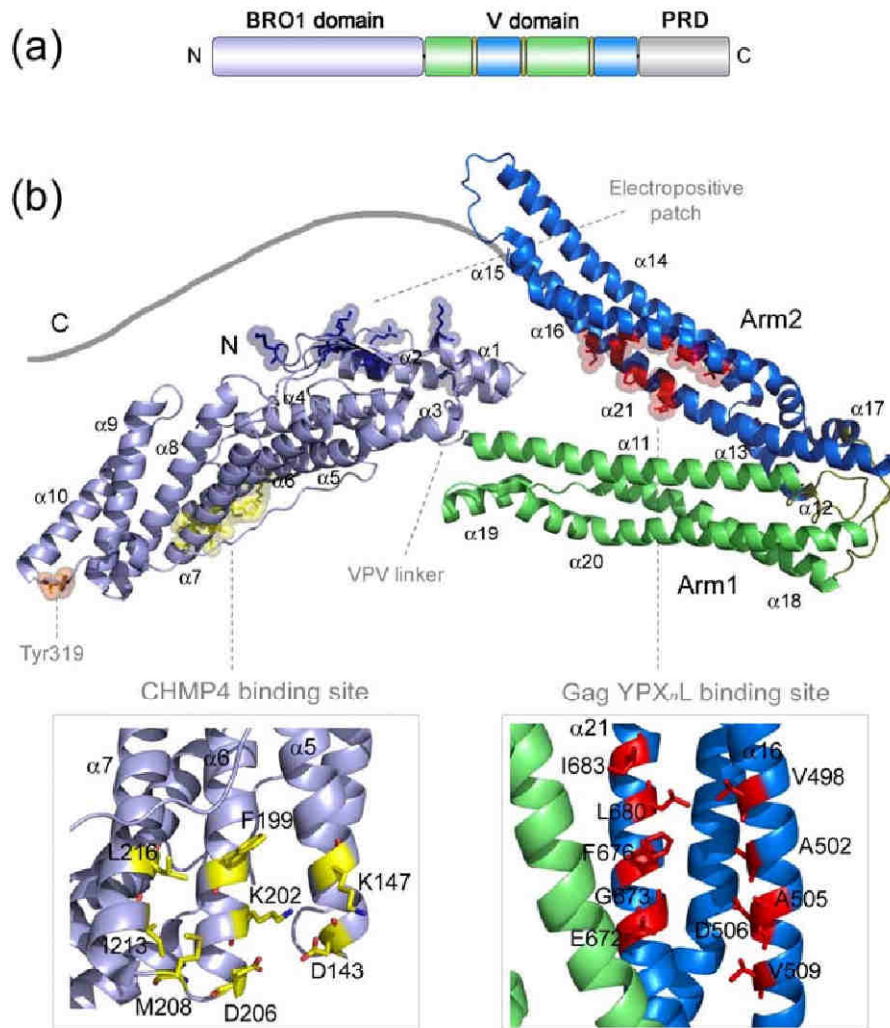 (a)
BRO1 domain V domain PRD
N C
(b)
Electropositive
patch
C
N
α15
α14
α16
Arm2
α2
α1
α9
α8
α4
α3
α21
α17
α11
α13
α10
α6
α5
α12
α19
α20
α7
VPV linker
Arm1
α18
Tyr319
CHMP4 binding site
Gag YPXnL binding site
α7
α6
α5
F199
L216
K202
K147
I213
D143
M208
D206
α21
α16
I683
V498
L680
A502
F676
G673
A505
E672
D506
V509